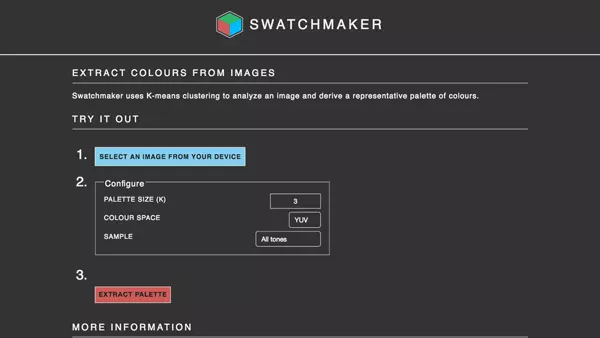 SWATCHMAKER
EXTRACT COLOURS FROM IMAGES
Swatchmaker uses K-means clustering to analyze an image and derive a representative palette of colours.
TRY IT OUT
1. SELECT AN IMAGE FROM YOUR DEVICE
2. Configure
PALETTE SIZE (K) 3
COLOUR SPACE YUV
SAMPLE All tones
3.
EXTRACT PALETTE
MORE INFORMATION